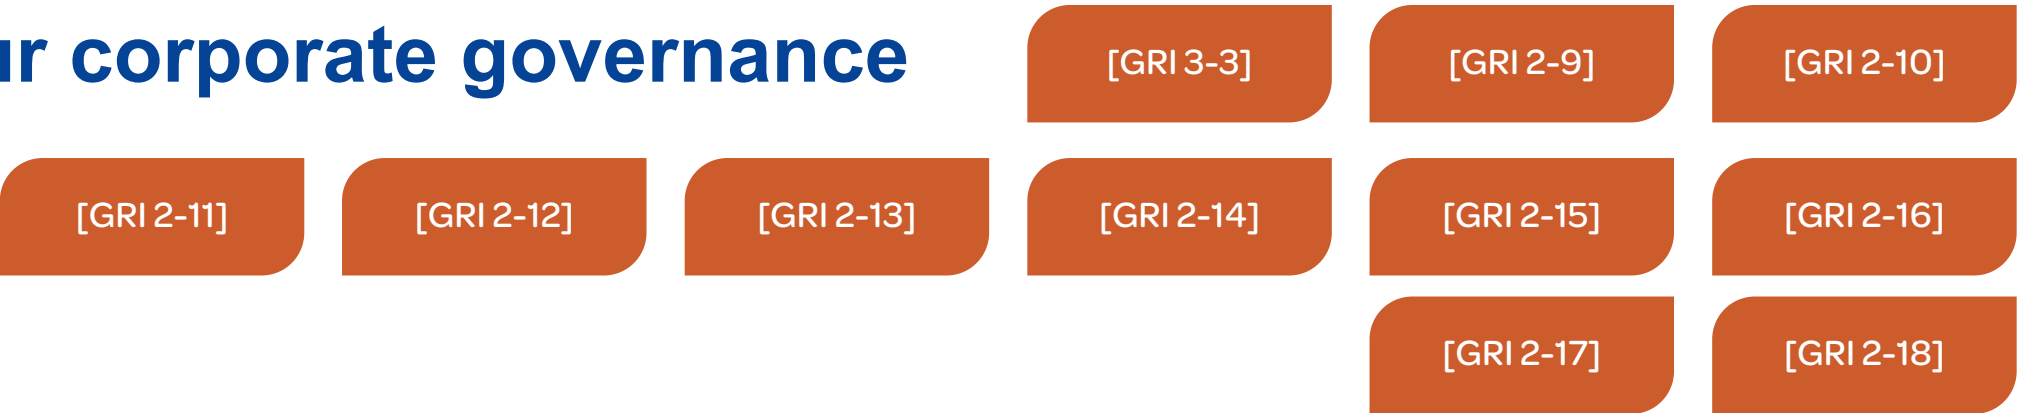 ur corporate governance [GRI 3-3] [GRI 2-9] [GRI 2-10]
[GRI 2-11] [GRI 2-12] [GRI 2-13] [GRI 2-14] [GRI 2-15] [GRI 2-16]
[GRI 2-17] [GRI 2-18]